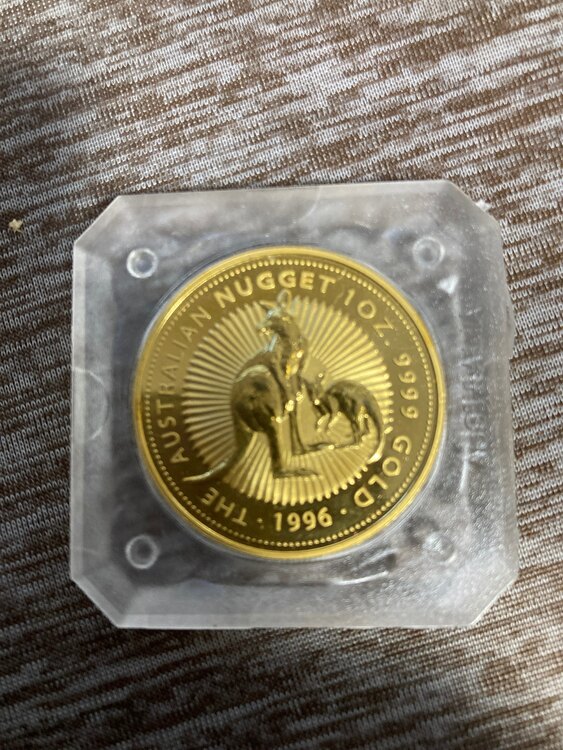 THE AUSTRALIAN NUGGET 1 OZ. 9999 GOLD
· 1996 ·